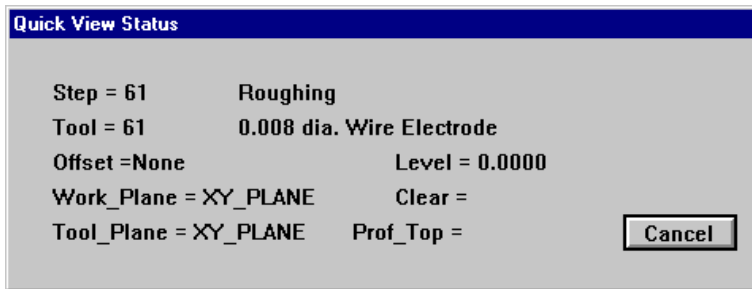 Quick View Status
Step = 61 Roughing
Tool = 61 0.008 dia. Wire Electrode
Offset =None Level = 0.0000
Work_Plane = XY_PLANE Clear =
Tool_Plane = XY_PLANE Prof_Top =
Cancel